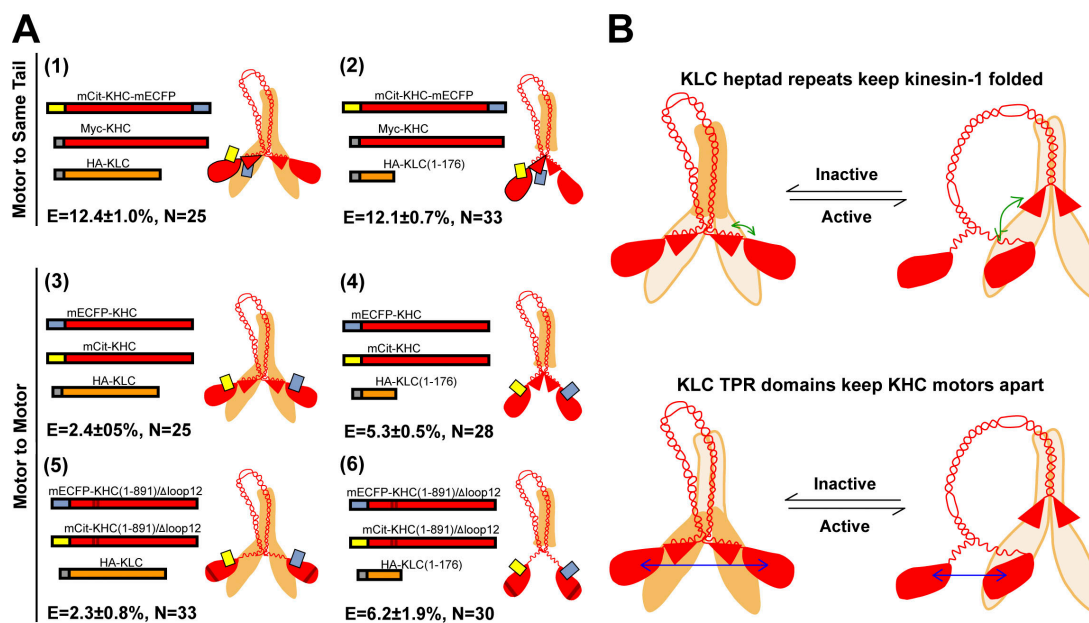 A
B
Motor to Same Tail
(1)
mCit-KHC-mECFP
Myc-KHC
HA-KLC
E=12.4±1.0%, N=25
(2)
mCit-KHC-mECFP
Myc-KHC
HA-KLC(1-176)
E=12.1±0.7%, N=33
Motor to Motor
(3)
mECFP-KHC
mCit-KHC
HA-KLC
E=2.4±05%, N=25
(4)
mECFP-KHC
mCit-KHC
HA-KLC(1-176)
E=5.3±0.5%, N=28
(5)
mECFP-KHC(1-891)/Δloop12
mCit-KHC(1-891)/Δloop12
HA-KLC
E=2.3±0.8%, N=33
(6)
mECFP-KHC(1-891)/Δloop12
mCit-KHC(1-891)/Δloop12
HA-KLC(1-176)
E=6.2±1.9%, N=30
KLC heptad repeats keep kinesin-1 folded
Inactive
Active
KLC TPR domains keep KHC motors apart
Inactive
Active